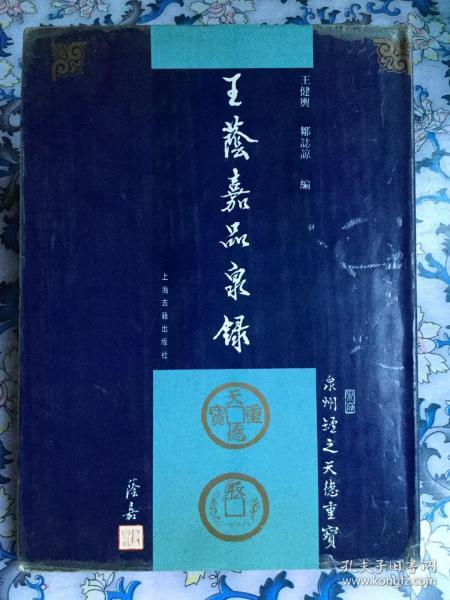 王蔭嘉品泉録
王健輿 鄒誌諒 編
上海古籍出版社
天德重寶
殷
泉州譜之天德重寶
蔭嘉
孔夫子旧书网
www.kongfz.com